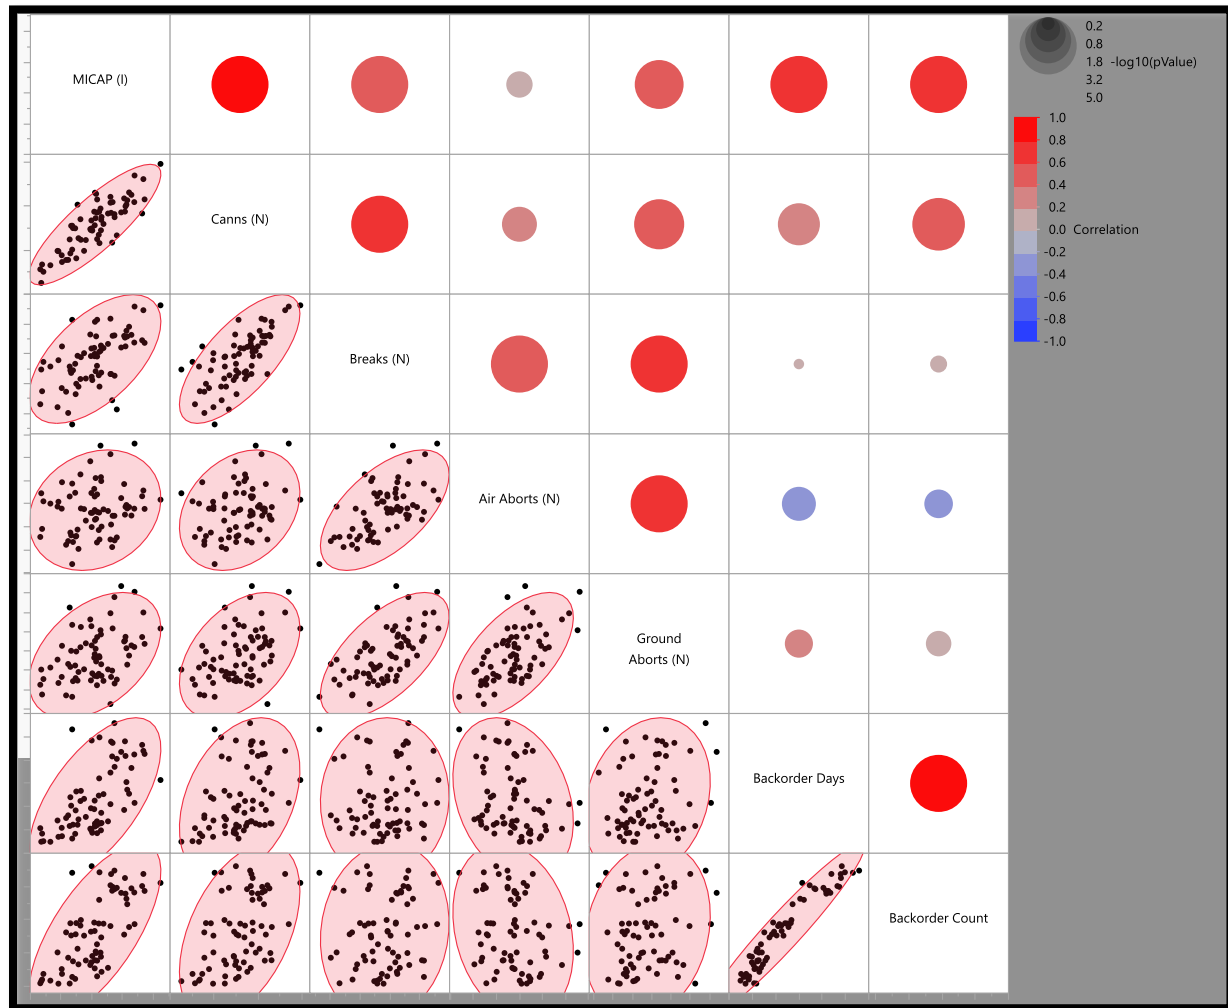 MICAP (I)
Canns (N)
Breaks (N)
Air Aborts (N)
Ground
Aborts (N)
Backorder Days
Backorder Count
0.2
0.8
1.8 -log10(pValue)
3.2
5.0
1.0
0.8
0.6
0.4
0.2
0.0 Correlation
-0.2
-0.4
-0.6
-0.8
-1.0